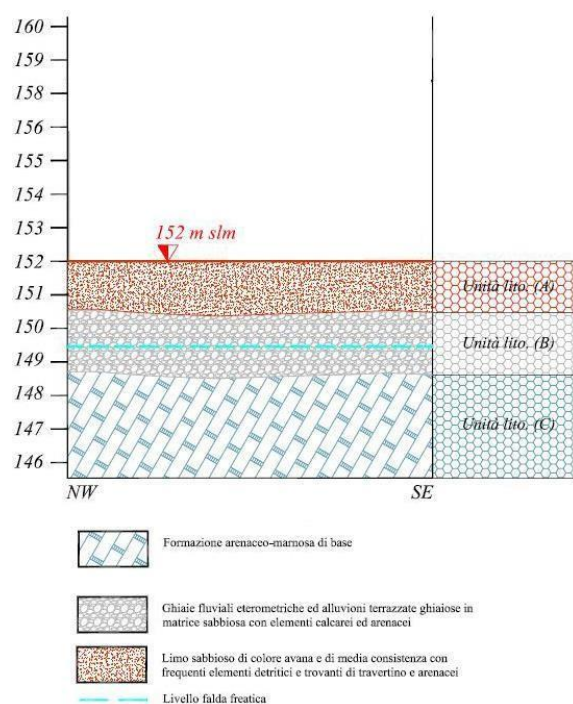 160
159
158
157
156
155
154
153
152 m slm
152
151
Unità lito. (A)
150
Unità lito. (B)
149
148
147
Unità lito. (C)
146
NW
SE
Formazione arenaceo-marnosa di base
Ghiaie fluviali eterometriche ed alluvioni terrazzate ghiaiose in
matrice sabbiosa con elementi calcarei ed arenacei
Limo sabbioso di colore avana e di media consistenza con
frequenti elementi detritici e trovanti di travertino e arenacei
Livello falda freatica